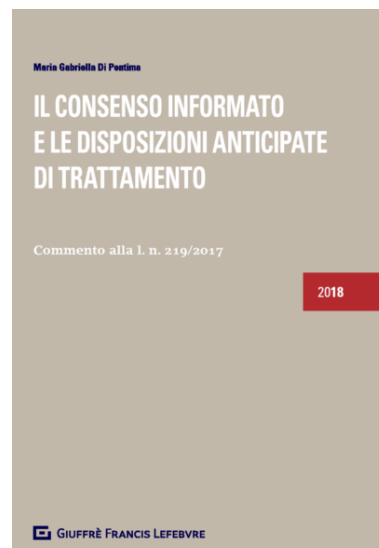 Maria Gabriella Di Pentima
IL CONSENSO INFORMATO
E LE DISPOSIZIONI ANTICIPATE
DI TRATTAMENTO
Commento alla l. n. 219/2017
2018
GIUFFRÈ FRANCIS LEFEBVRE